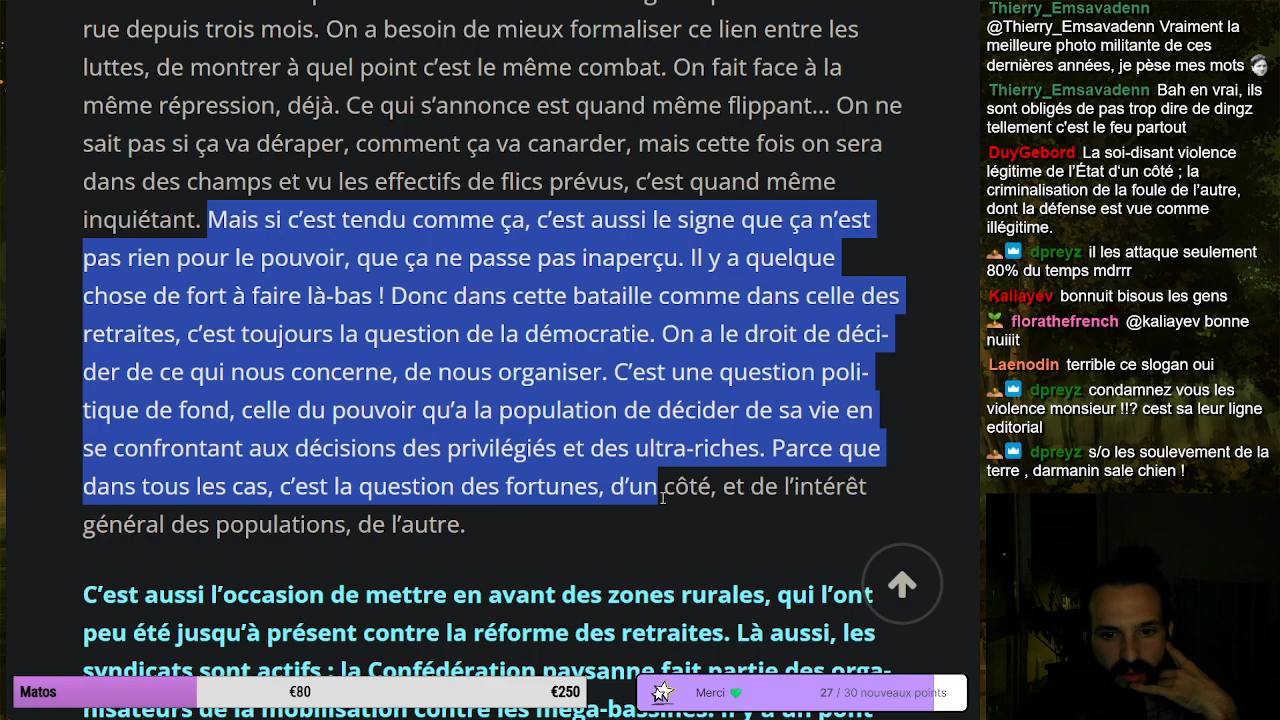 rue depuis trois mois. On a besoin de mieux formaliser ce lien entre les
luttes, de montrer à quel point c’est le même combat. On fait face à la
même répression, déjà. Ce qui s’annonce est quand même flippant… On ne
sait pas si ça va déraper, comment ça va canarder, mais cette fois on sera
dans des champs et vu les effectifs de flics prévus, c’est quand même
inquiétant. Mais si c’est tendu comme ça, c’est aussi le signe que ça n’est
pas rien pour le pouvoir, que ça ne passe pas inaperçu. Il y a quelque
chose de fort à faire là-bas ! Donc dans cette bataille comme dans celle des
retraites, c’est toujours la question de la démocratie. On a le droit de déci-
der de ce qui nous concerne, de nous organiser. C’est une question poli-
tique de fond, celle du pouvoir qu’a la population de décider de sa vie en
se confrontant aux décisions des privilégiés et des ultra-riches. Parce que
dans tous les cas, c’est la question des fortunes, d’un côté, et de l’intérêt
général des populations, de l’autre.
C’est aussi l’occasion de mettre en avant des zones rurales, qui l’ont
peu été jusqu’à présent contre la réforme des retraites. Là aussi, les
syndicats sont actifs : la Confédération paysanne fait partie des orga-
nisateurs de la mobilisation contre les méga-bassines. Il y a un pont
Matos €80 €250
Merci 27 / 30 nouveaux points
Thierry_Emsavadenn
@Thierry_Emsavadenn Vraiment la
meilleure photo militante de ces
dernières années, je pèse mes mots
Thierry_Emsavadenn Bah en vrai, ils
sont obligés de pas trop dire de dingz
tellement c'est le feu partout
DuyGebord La soi-disant violence
légitime de l’État d‘un côté ; la
criminalisation de la foule de l’autre,
dont la défense est vue comme
illégitime.
dpreyz il les attaque seulement
80% du temps mdrrr
Kaliayev bonnuit bisous les gens
florathefrench @kaliayev bonne
nuiiit
Laenodin terrible ce slogan oui
dpreyz condamnez vous les
violence monsieur !!? cest sa leur ligne
editorial
dpreyz s/o les soulevement de la
terre , darmanin sale chien !